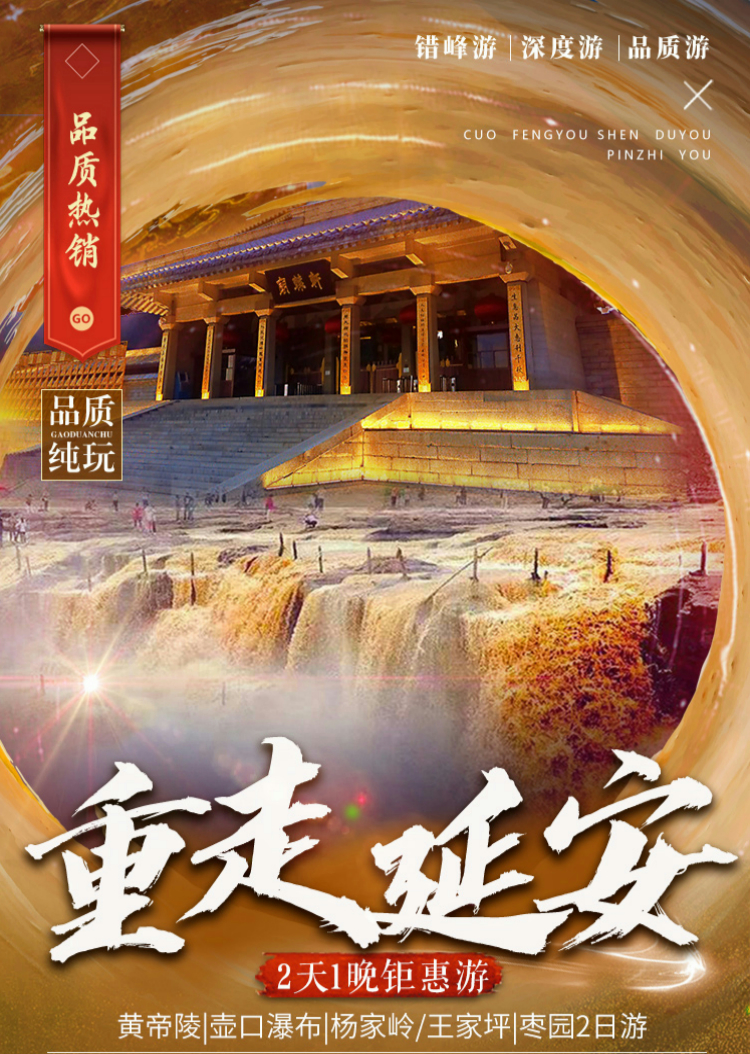 错峰游|深度游|品质游
CUO FENGYOU SHEN DUYOU
PINZHI YOU
品质热销
GO
轩辕殿
品质
GAODUANCHU
纯玩
重走延安
2天1晚钜惠游
黄帝陵|壶口瀑布|杨家岭/王家坪|枣园2日游